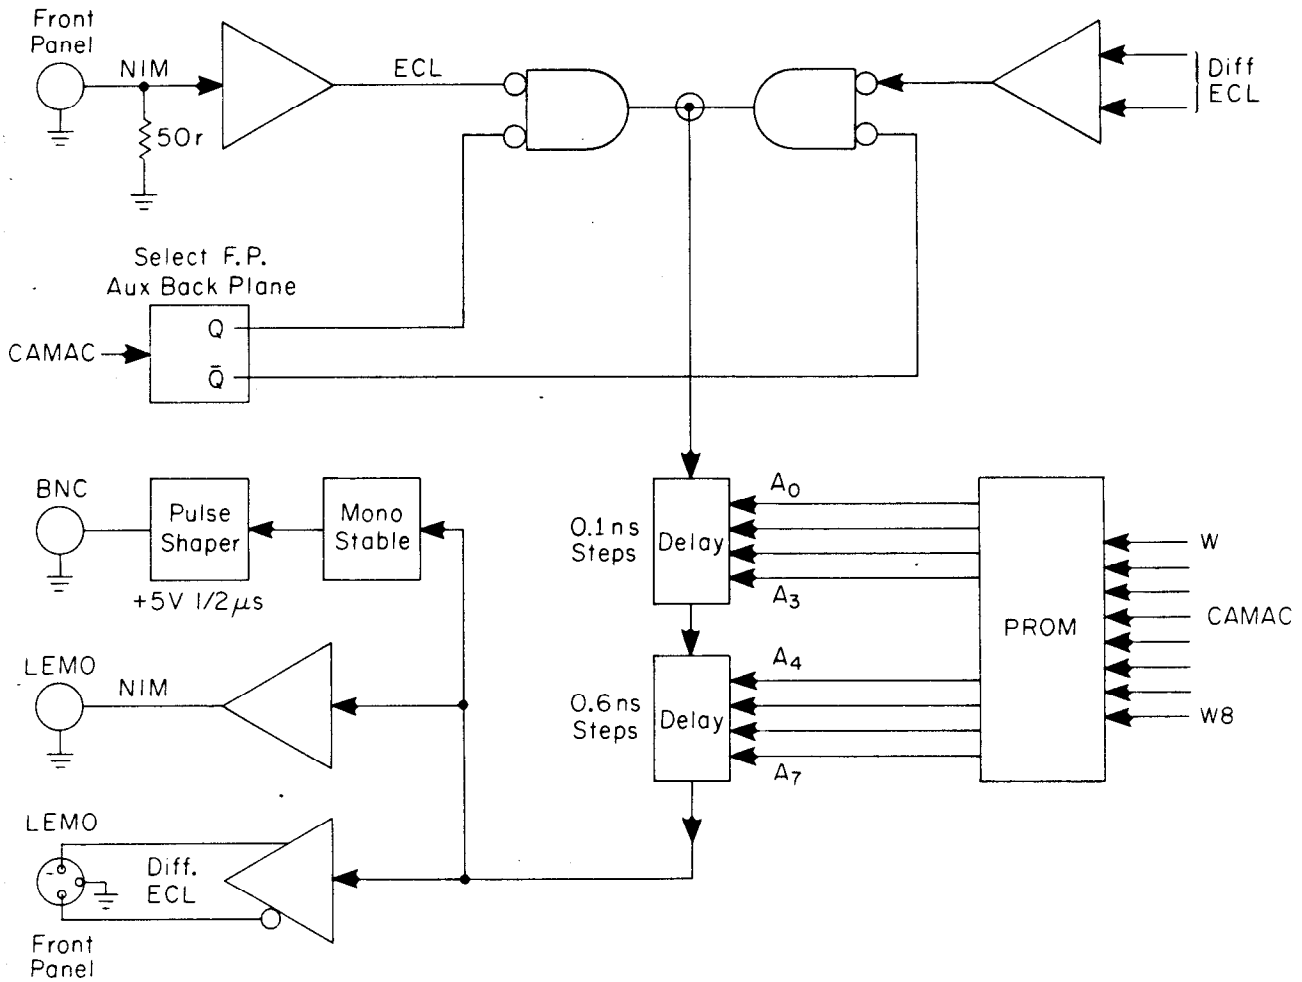 Front
Panel
NIM
50r
ECL
Diff
ECL
Select F.P.
Aux Back Plane
CAMAC
Q
Q̄
BNC
Pulse
Shaper
+5V 1/2μs
Mono
Stable
0.1ns
Steps
Delay
A0
A3
PROM
W
CAMAC
W8
LEMO
NIM
0.6ns
Steps
Delay
A4
A7
LEMO
-
Diff.
ECL
Front
Panel